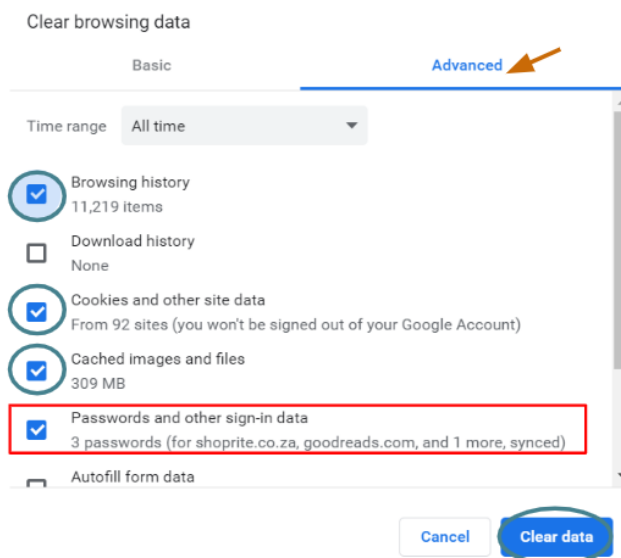 Clear browsing data
Basic
Advanced
Time range
All time
Browsing history
11,219 items
Download history
None
Cookies and other site data
From 92 sites (you won't be signed out of your Google Account)
Cached images and files
309 MB
Passwords and other sign-in data
3 passwords (for shoprite.co.za, goodreads.com, and 1 more, synced)
Autofill form data
Cancel
Clear data